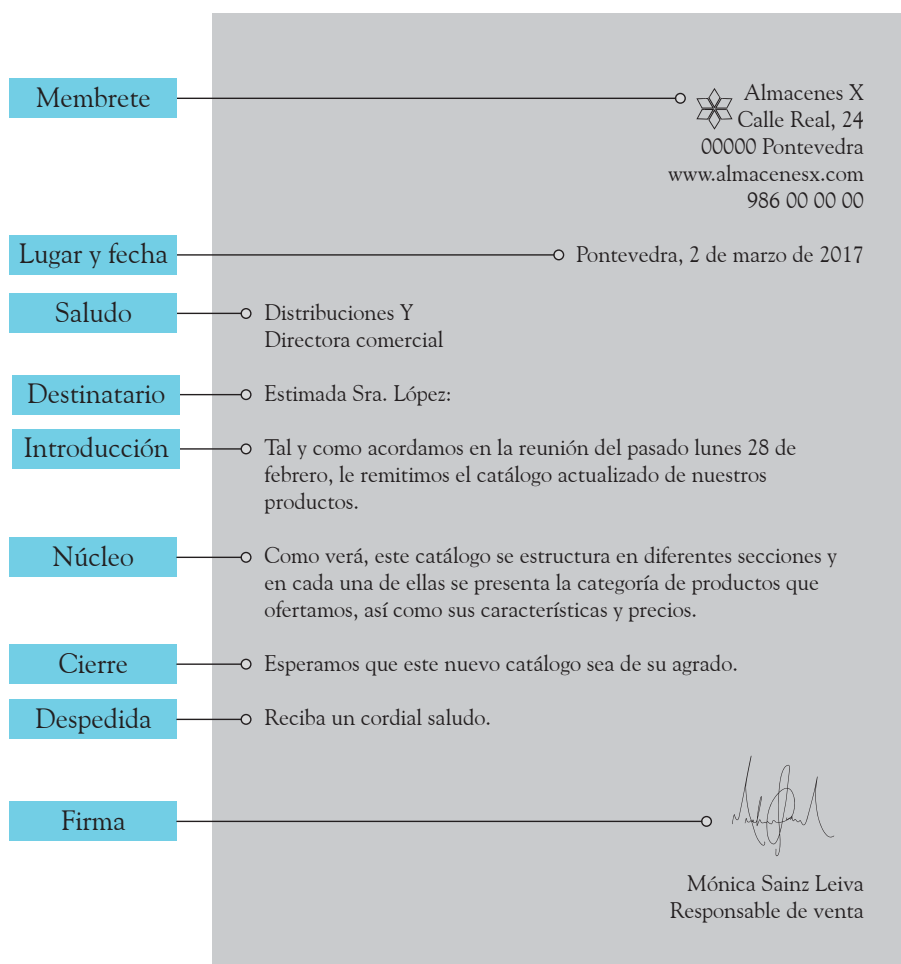 Membrete
Almacenes X
Calle Real, 24
00000 Pontevedra
www.almacenesx.com
986 00 00 00
Lugar y fecha
Pontevedra, 2 de marzo de 2017
Saludo
Distribuciones Y
Directora comercial
Destinatario
Estimada Sra. López:
Introducción
Tal y como acordamos en la reunión del pasado lunes 28 de
febrero, le remitimos el catálogo actualizado de nuestros
productos.
Núcleo
Como verá, este catálogo se estructura en diferentes secciones y
en cada una de ellas se presenta la categoría de productos que
ofertamos, así como sus características y precios.
Cierre
Esperamos que este nuevo catálogo sea de su agrado.
Despedida
Reciba un cordial saludo.
Firma
Mónica Sainz Leiva
Responsable de venta